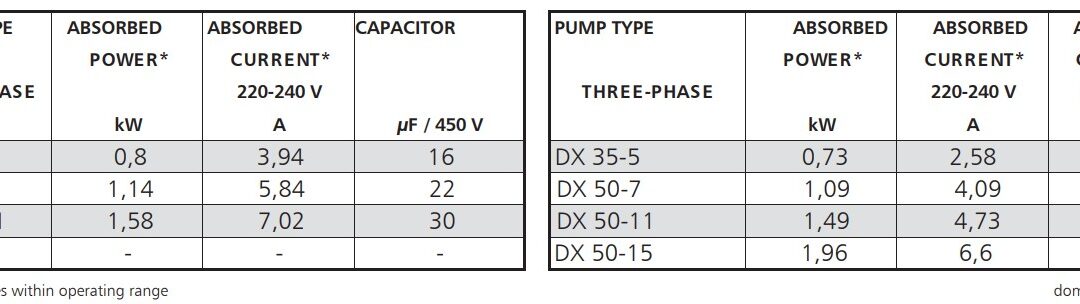 PE ABSORBED ABSORBED CAPACITOR
POWER* CURRENT*
ASE 220-240 V
kW A µF / 450 V
0,8 3,94 16
1,14 5,84 22
1,58 7,02 30
- - -
es within operating range
PUMP TYPE ABSORBED ABSORBED
POWER* CURRENT*
THREE-PHASE 220-240 V
kW A
DX 35-5 0,73 2,58
DX 50-7 1,09 4,09
DX 50-11 1,49 4,73
DX 50-15 1,96 6,6
dom